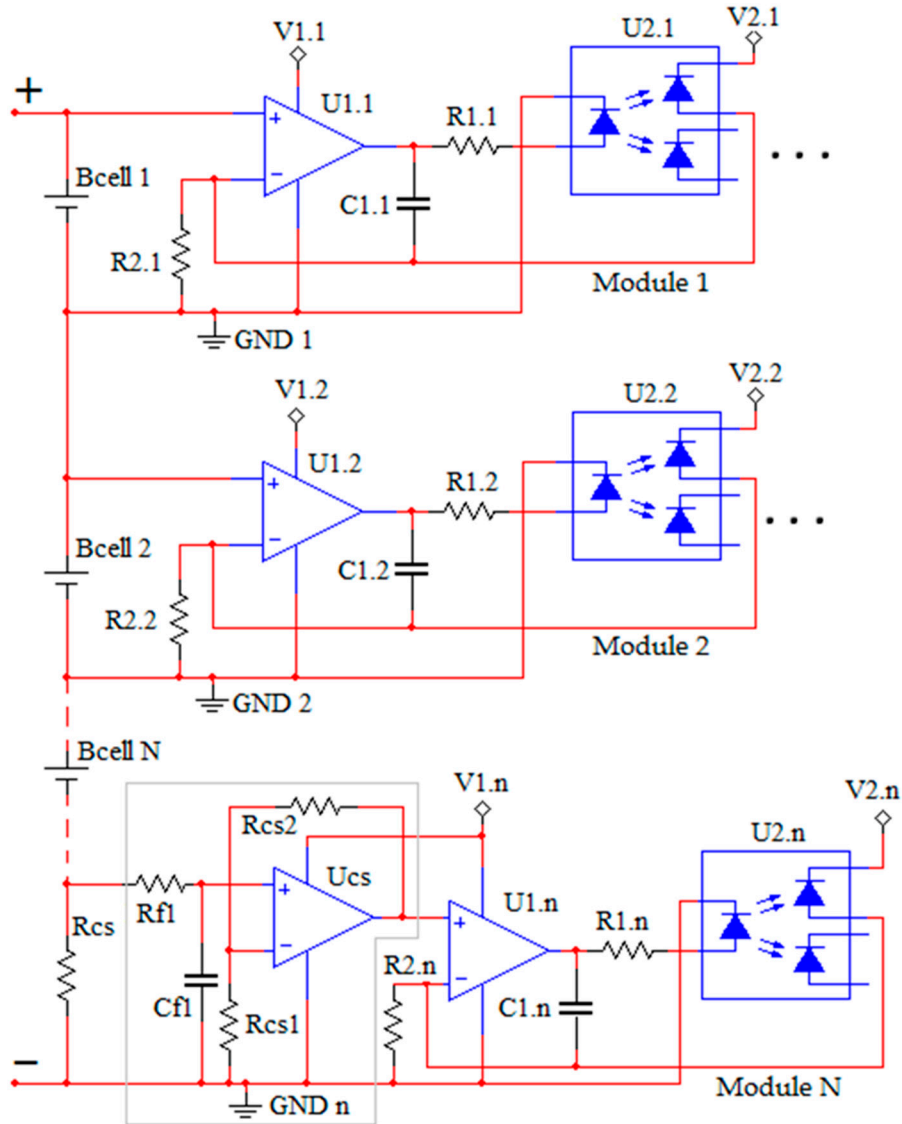 V1.1
U2.1
V2.1
+
U1.1
R1.1
+
−
Bcell 1
C1.1
R2.1
Module 1
GND 1
. . .
V1.2
U2.2
V2.2
U1.2
R1.2
+
−
Bcell 2
C1.2
R2.2
Module 2
GND 2
. . .
Bcell N
V1.n
V2.n
Rcs2
U2.n
Ucs
+
−
Rf1
U1.n
R1.n
+
−
Rcs
R2.n
Cf1
Rcs1
C1.n
−
GND n
Module N